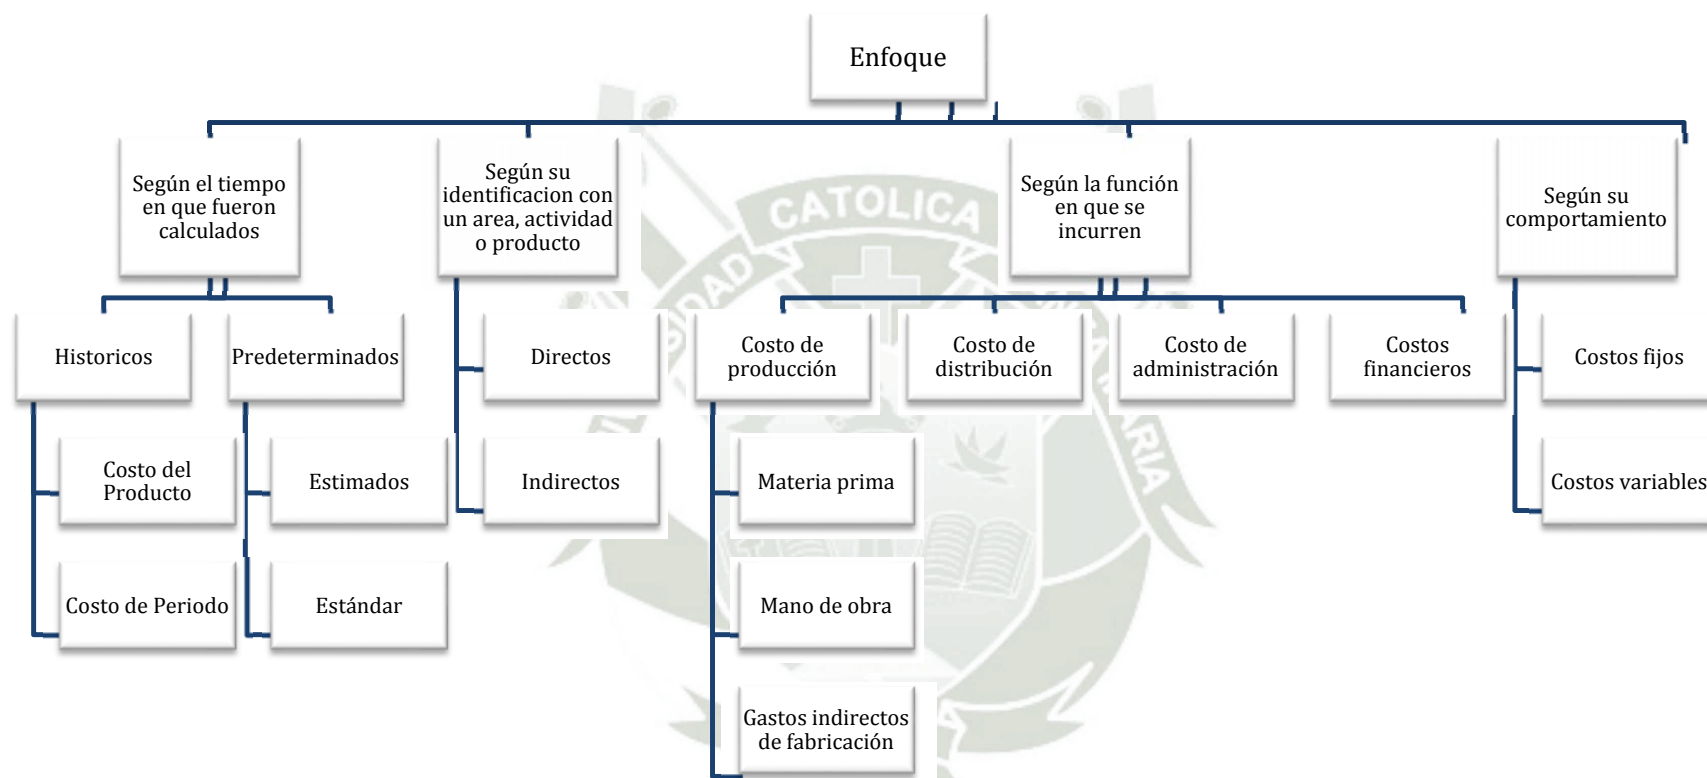 Enfoque
Según el tiempo
en que fueron
calculados
Según su
identificacion con
un area, actividad
o producto
Según la función
en que se
incurren
Según su
comportamiento
Historicos
Predeterminados
Directos
Costo de
producción
Costo de
distribución
Costo de
administración
Costos
financieros
Costos fijos
Costo del
Producto
Estimados
Indirectos
Materia prima
Costos variables
Costo de Periodo
Estándar
Mano de obra
Gastos indirectos
de fabricación
CATOLICA